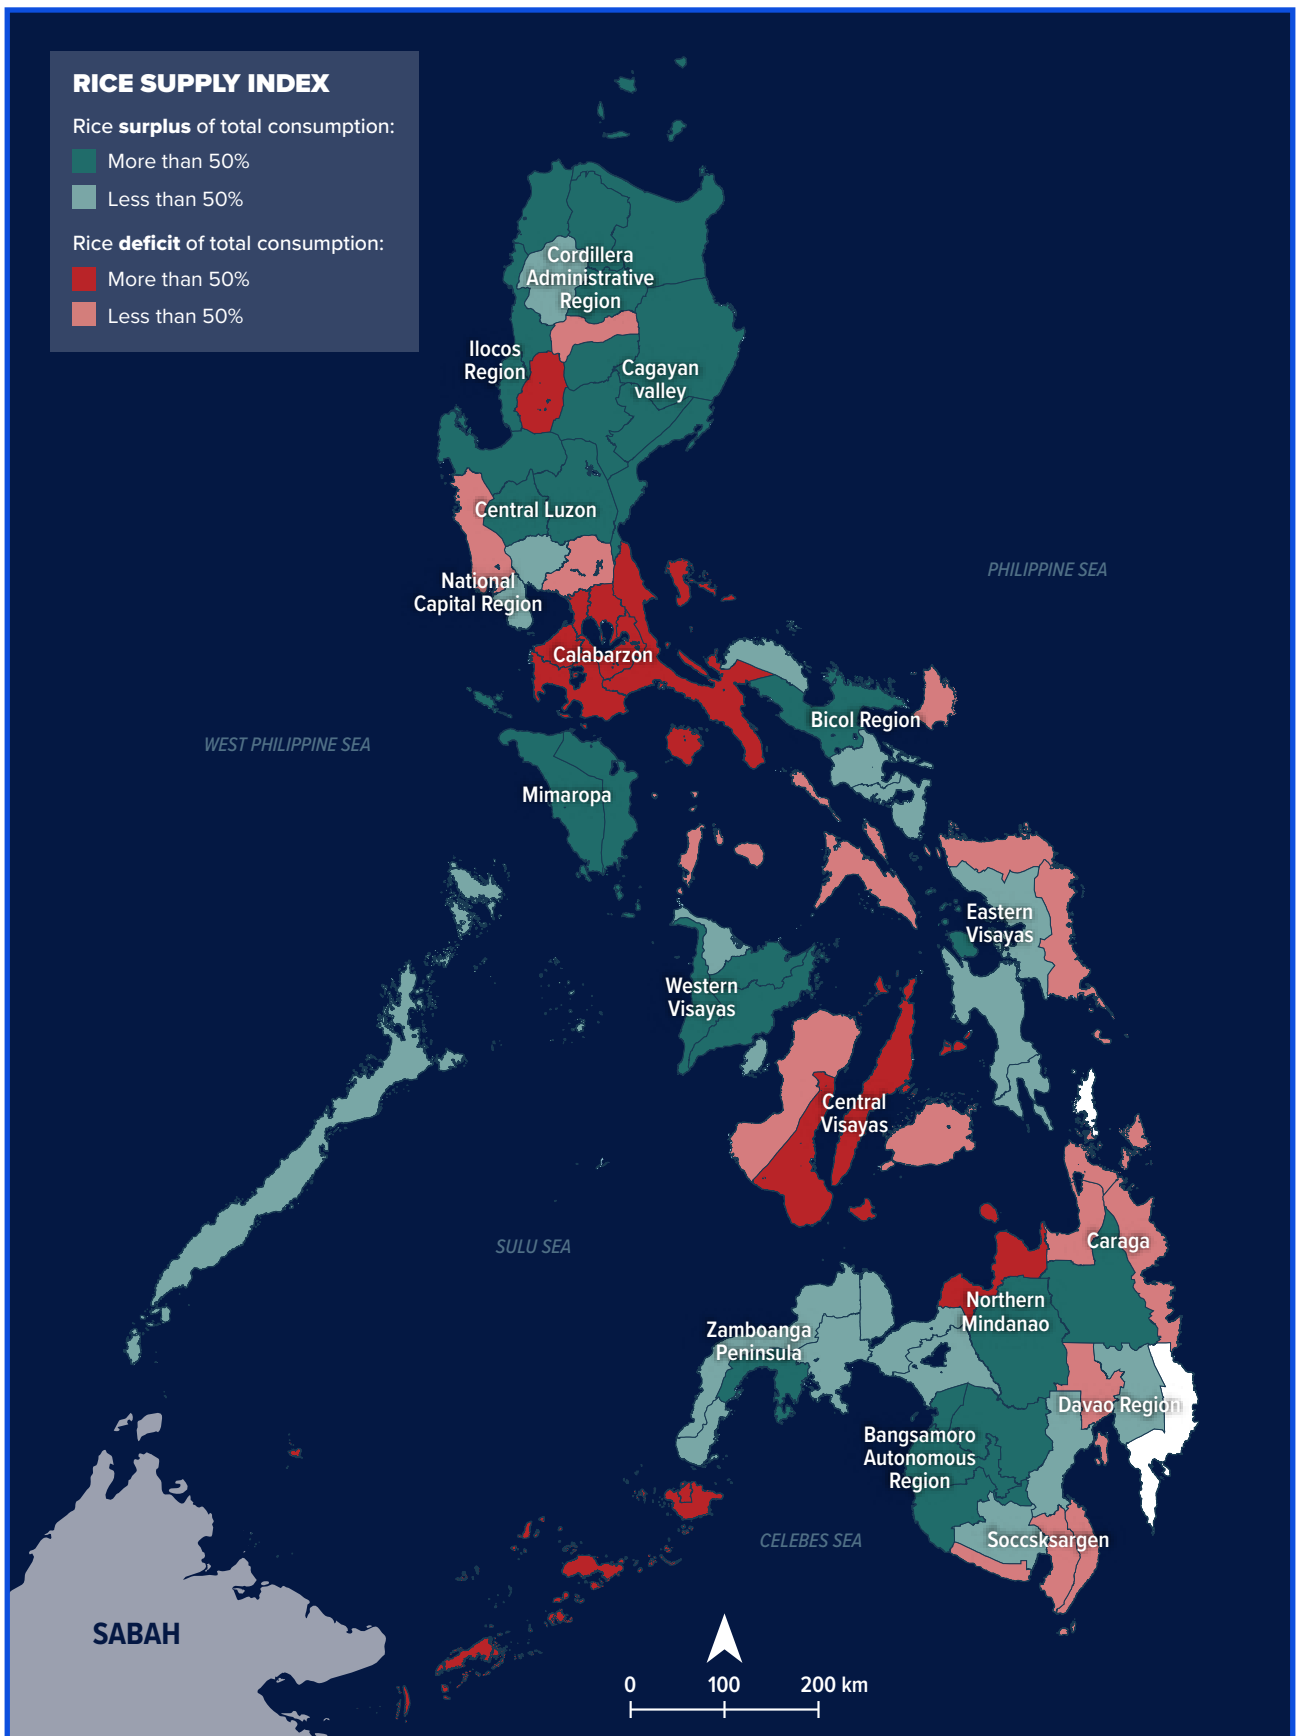 RICE SUPPLY INDEX
Rice surplus of total consumption:
More than 50%
Less than 50%
Rice deficit of total consumption:
More than 50%
Less than 50%
Cordillera
Administrative
Region
Ilocos
Region
Cagayan
valley
Central Luzon
PHILIPPINE SEA
National
Capital Region
Calabarzon
Bicol Region
WEST PHILIPPINE SEA
Mimaropa
Eastern
Visayas
Western
Visayas
Central
Visayas
SULU SEA
Caraga
Northern
Mindanao
Zamboanga
Peninsula
Davao Region
Bangsamoro
Autonomous
Region
CELEBES SEA
Soccsksargen
SABAH
0 100 200 km